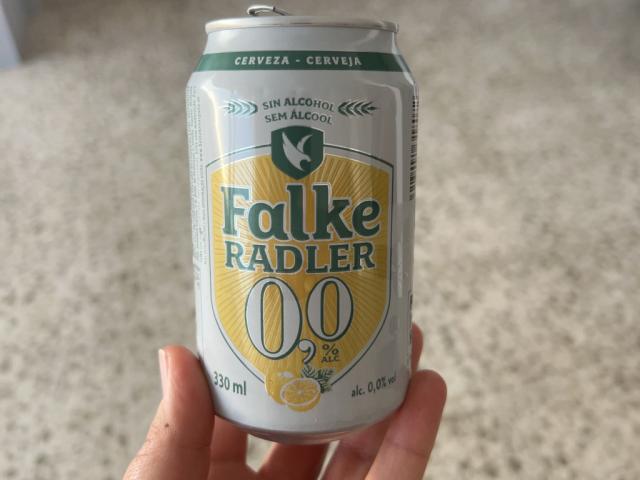 CERVEZA - CERVEJA
SIN ALCOHOL
SEM ÁLCOOL
Falke
RADLER
0,0
%
ALC
330 ml
alc. 0,0% vol